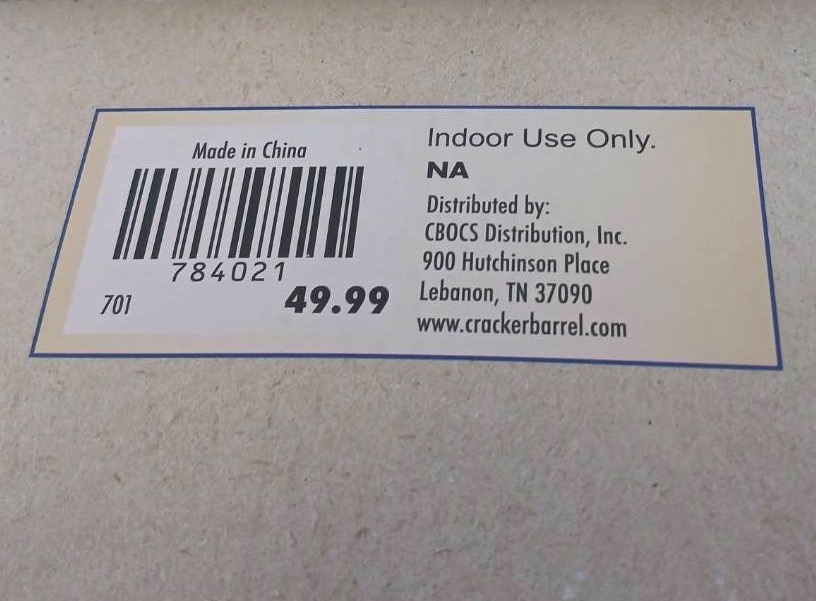 Made in China
784021
701
49.99
Indoor Use Only.
NA
Distributed by:
CBOCS Distribution, Inc.
900 Hutchinson Place
Lebanon, TN 37090
www.crackerbarrel.com